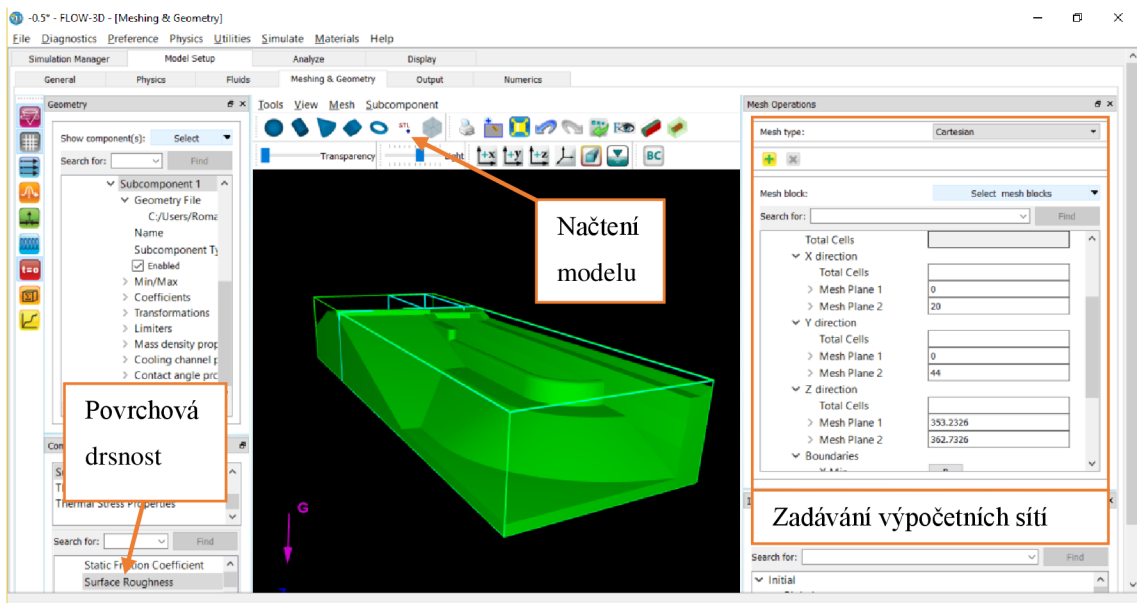 -0.5* - FLOW-3D - [Meshing & Geometry]
File Diagnostics Preference Physics Utilities Simulate Materials Help
Simulation Manager Model Setup Analyze Display
General Physics Fluids Meshing & Geometry Output Numerics
Geometry
Show component(s): Select
Search for: Find
Subcomponent 1
Geometry File
C:/Users/Roma
Name
Subcomponent Ty
Enabled
Min/Max
Coefficients
Transformations
Limiters
Mass density prop
Cooling channel p
Contact angle prc
Povrchová
drsnost
Con
Thermal Stress Properties
Search for: Find
Static Friction Coefficient
Surface Roughness
Tools View Mesh Subcomponent
STL
Transparency Light +x +y +z BC
t=0
Načtení
modelu
G
Mesh Operations
Mesh type: Cartesian
Mesh block: Select mesh blocks
Search for: Find
Total Cells
X direction
Total Cells
Mesh Plane 1 0
Mesh Plane 2 20
Y direction
Total Cells
Mesh Plane 1 0
Mesh Plane 2 44
Z direction
Total Cells
Mesh Plane 1 353.2326
Mesh Plane 2 362.7326
Boundaries
Zadávání výpočetních sítí
Search for: Find
Initial